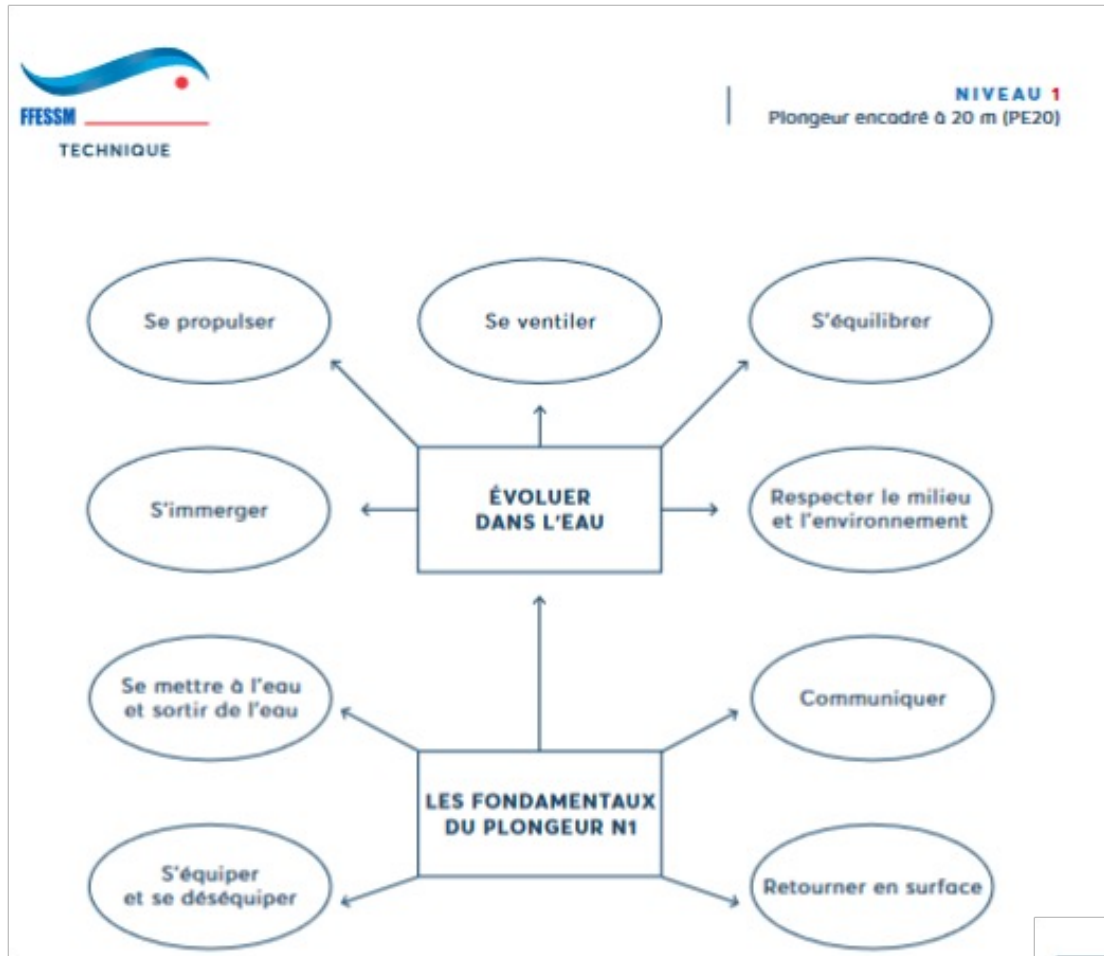 FFESSM
TECHNIQUE
NIVEAU 1
Plongeur encadré à 20 m (PE20)
Se propulser
Se ventiler
S'équilibrer
S'immerger
ÉVOLUER
DANS L'EAU
Respecter le milieu
et l'environnement
Se mettre à l'eau
et sortir de l'eau
Communiquer
LES FONDAMENTAUX
DU PLONGEUR N1
S'équiper
et se déséquiper
Retourner en surface